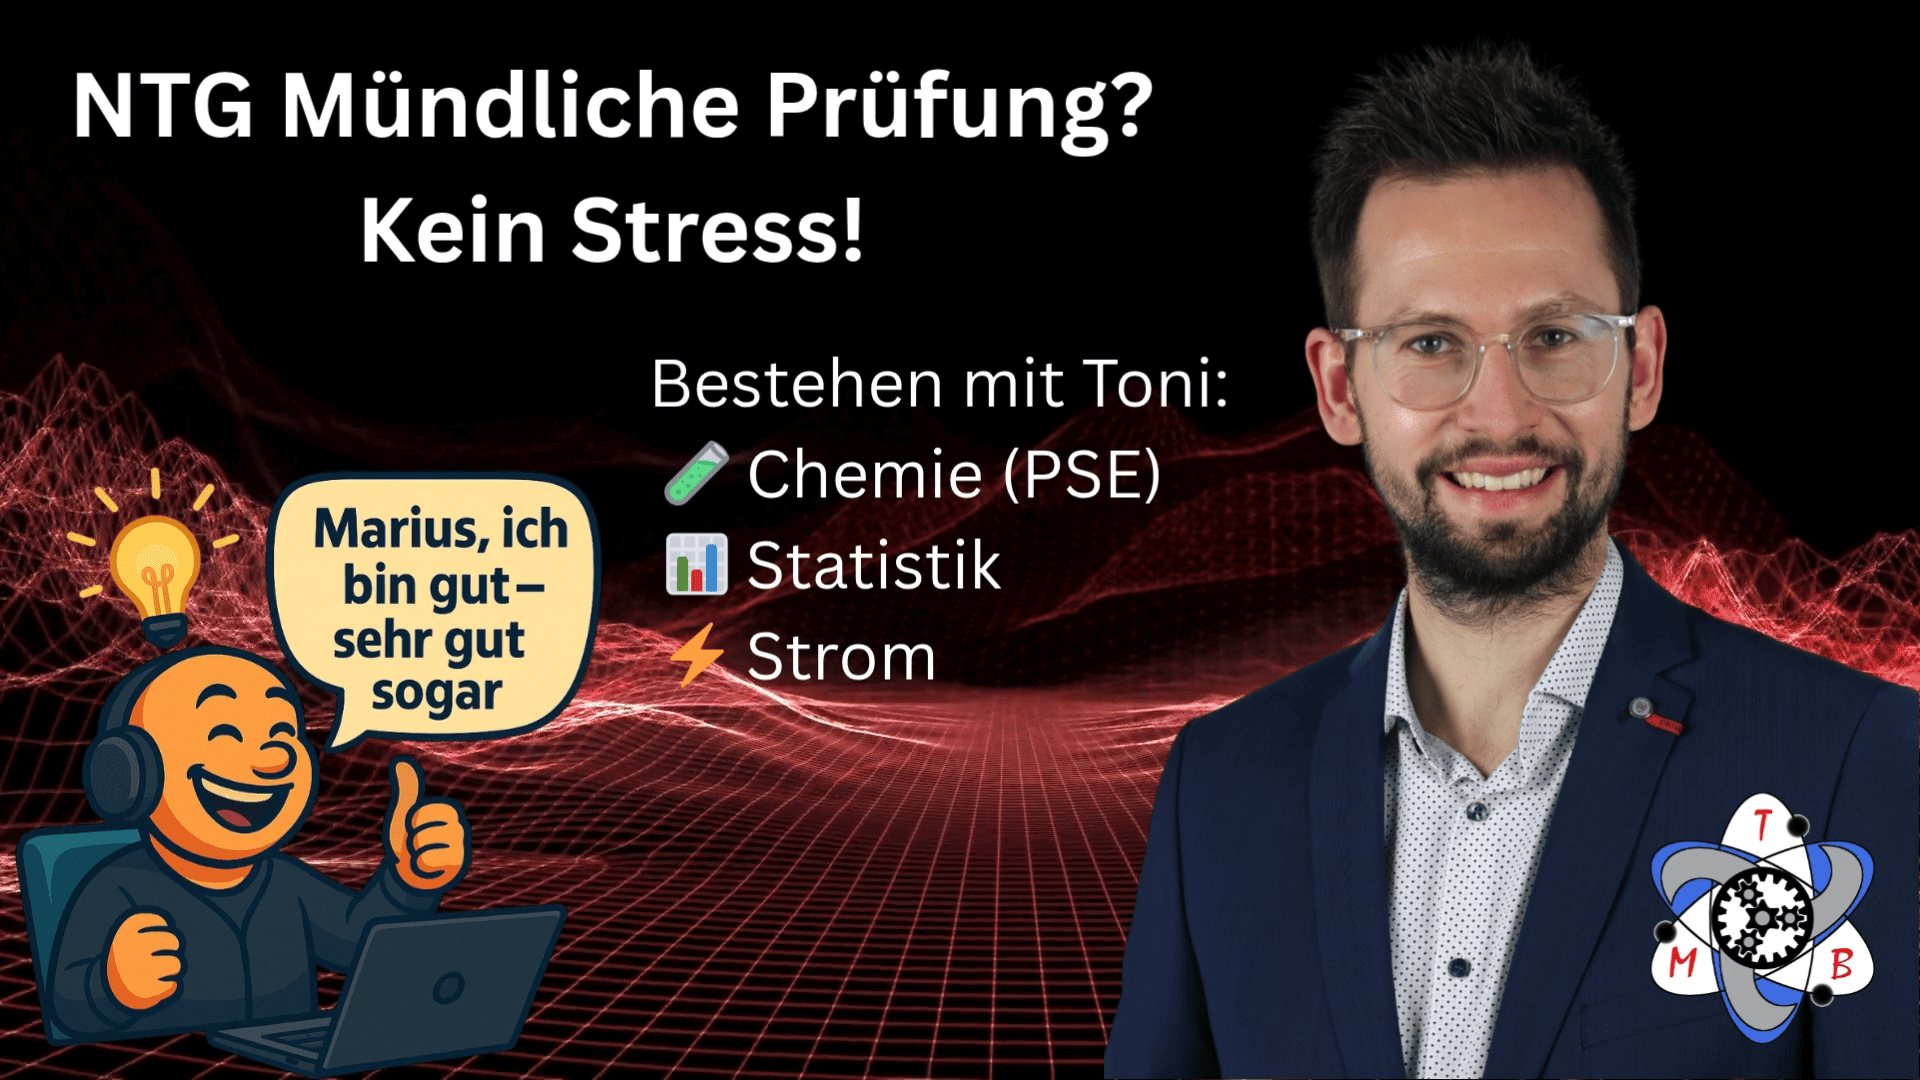 NTG Mündliche Prüfung?
Kein Stress!
Bestehen mit Toni:
Chemie (PSE)
Statistik
Strom
Marius, ich
bin gut–
sehr gut
sogar
T
M
B